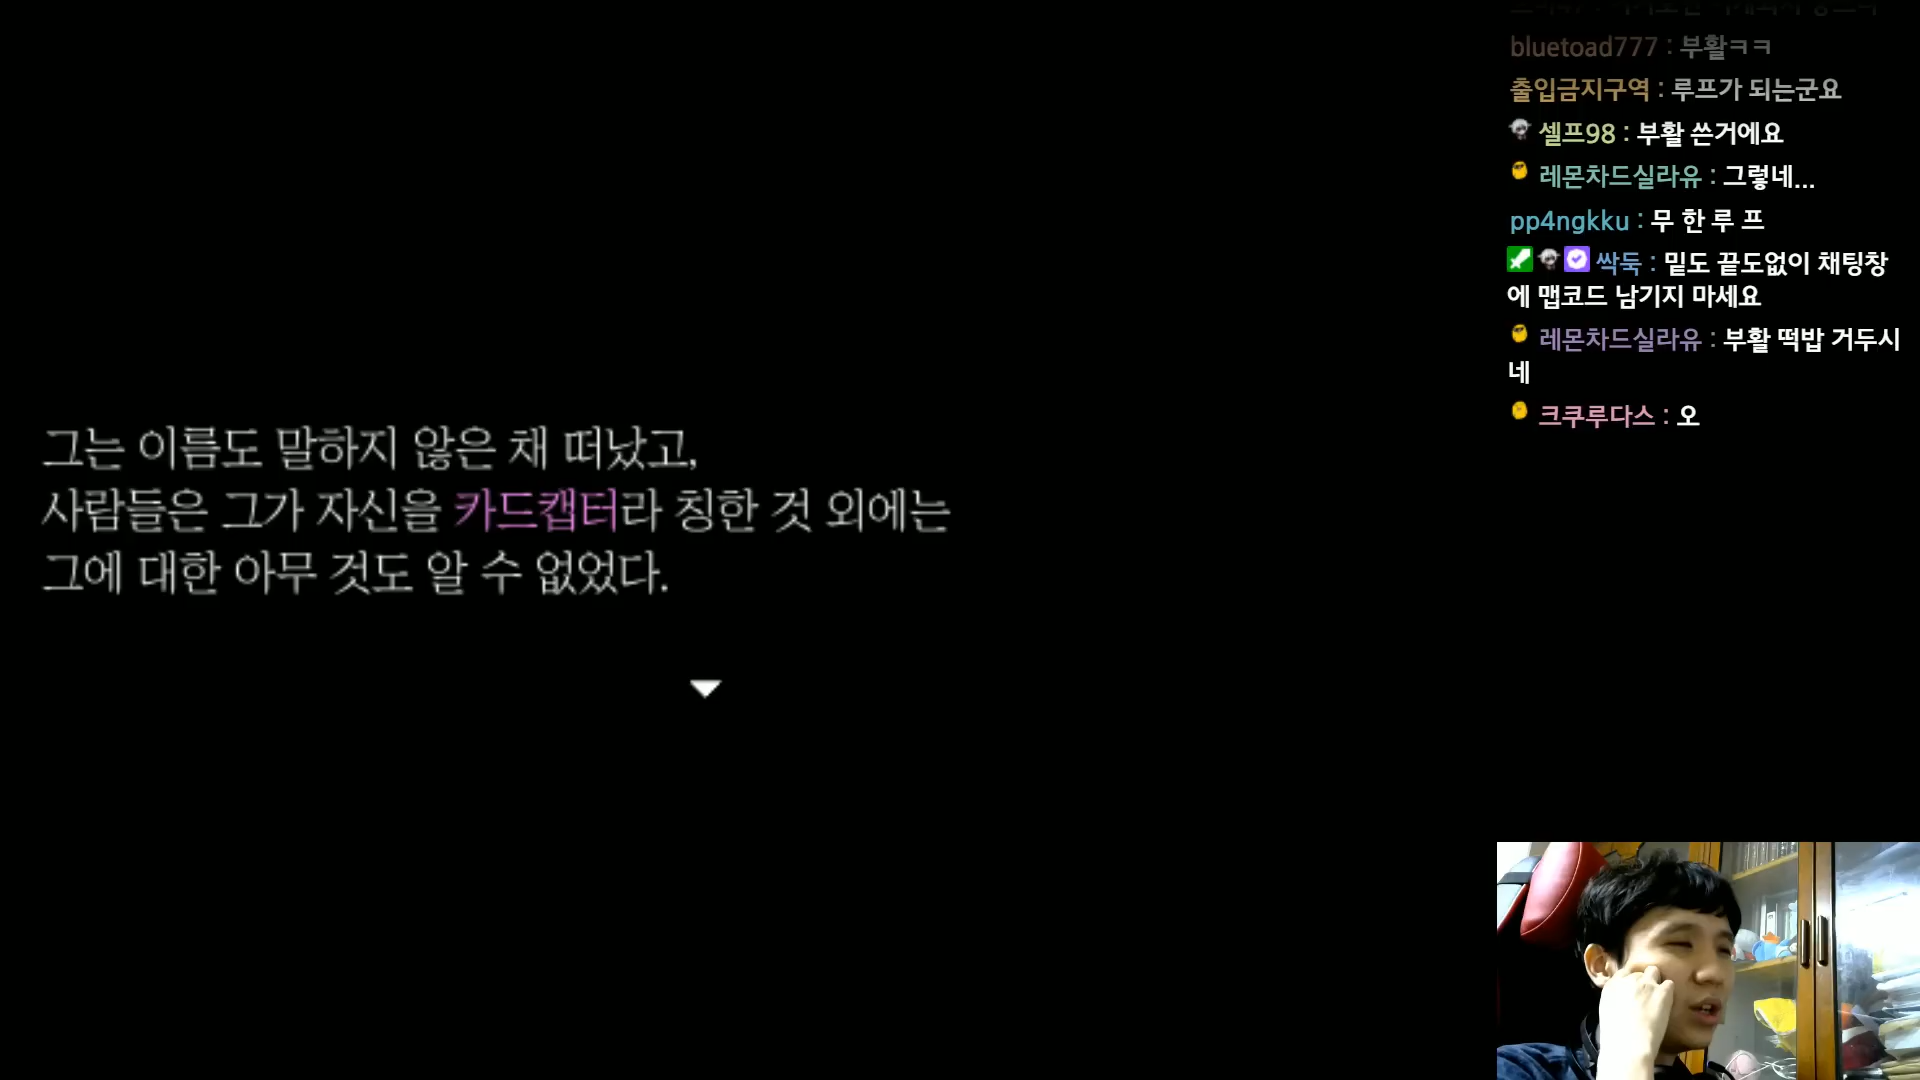 그는 이름도 말하지 않은 채 떠났고,
사람들은 그가 자신을 카드캡터라 칭한 것 외에는
그에 대한 아무 것도 알 수 없었다.
bluetoad777 : 부활ㅋㅋ
출입금지구역 : 루프가 되는군요
셀프98 : 부활 쓴거에요
레몬차드실라유 : 그렇네...
pp4ngkku : 무 한 루 프
싹둑 : 밑도 끝도없이 채팅창
에 맵코드 남기지 마세요
레몬차드실라유 : 부활 떡밥 거두시
네
크쿠루다스 : 오